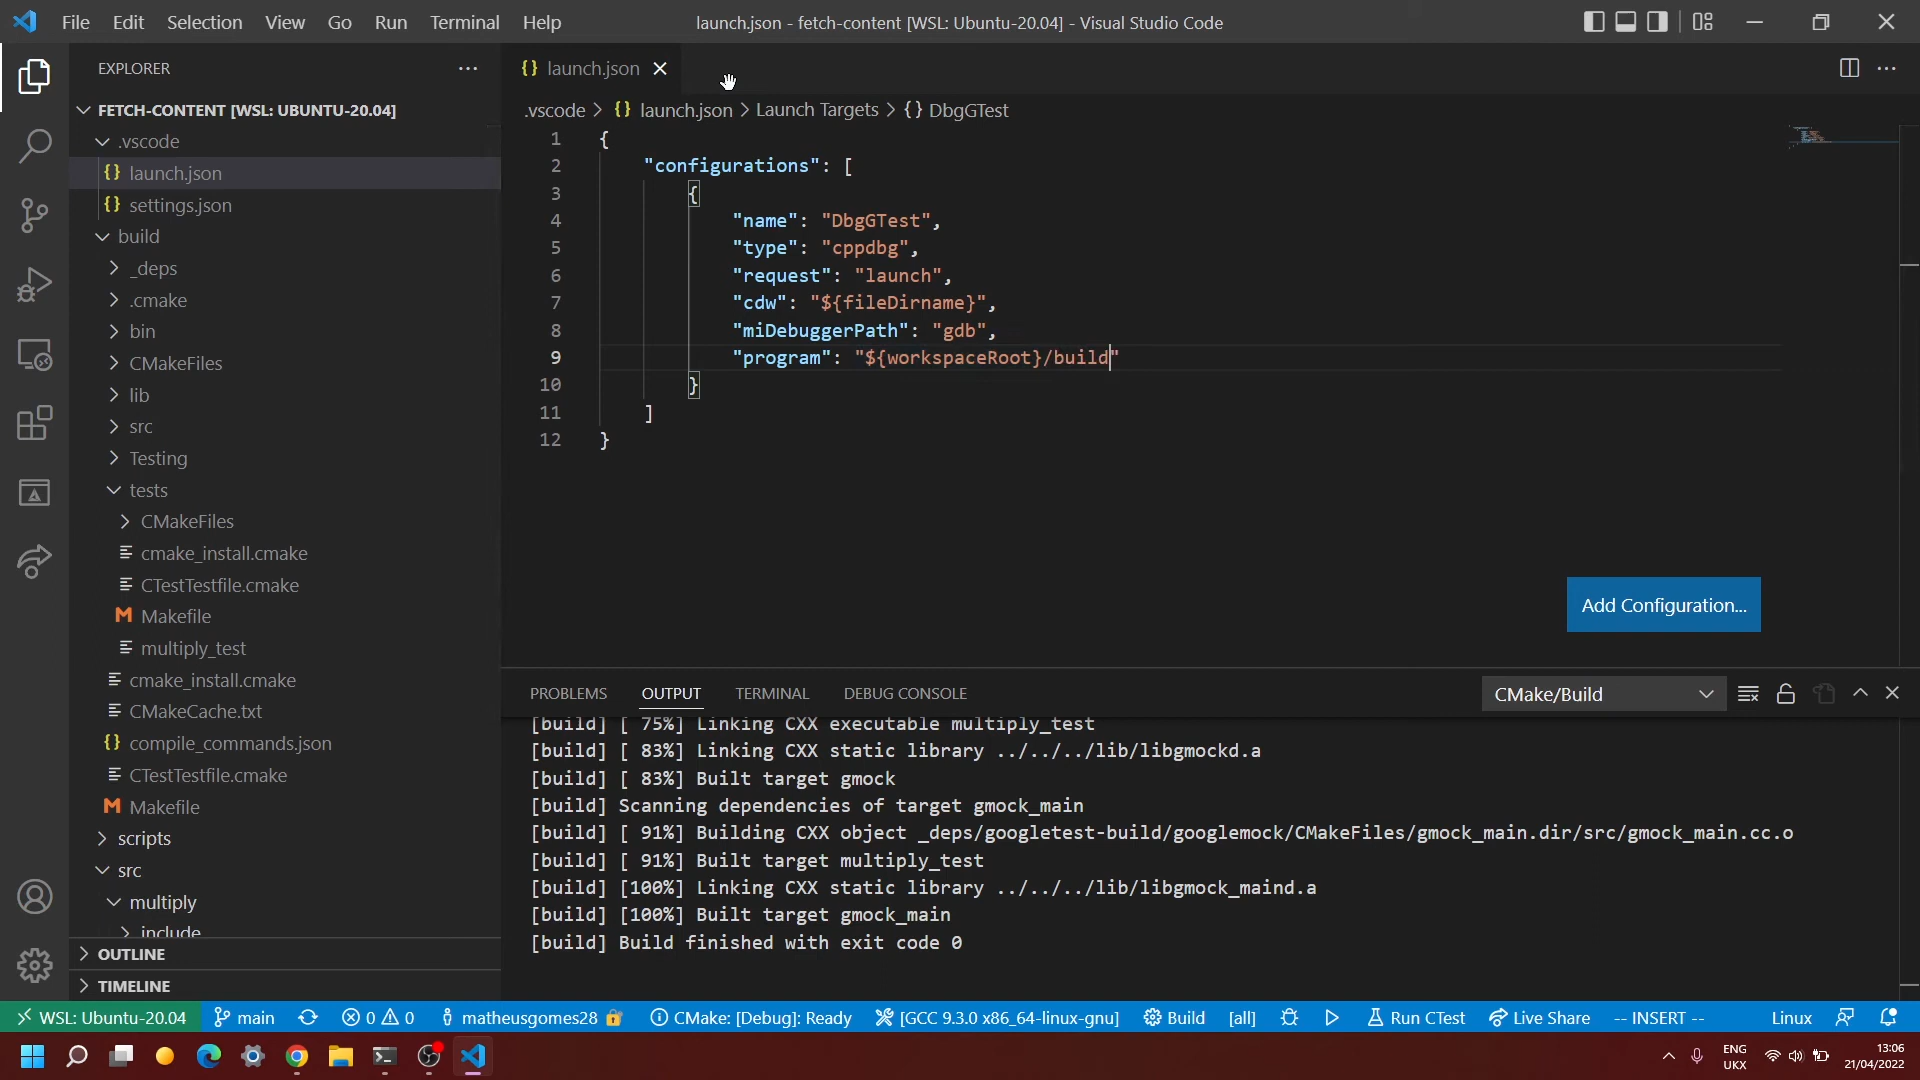 File Edit Selection View Go Run Terminal Help
launch.json - fetch-content [WSL: Ubuntu-20.04] - Visual Studio Code
EXPLORER
FETCH-CONTENT [WSL: UBUNTU-20.04]
.vscode
launch.json
settings.json
build
_deps
.cmake
bin
CMakeFiles
lib
src
Testing
tests
CMakeFiles
cmake_install.cmake
CTestTestfile.cmake
Makefile
multiply_test
cmake_install.cmake
CMakeCache.txt
compile_commands.json
CTestTestfile.cmake
Makefile
scripts
src
multiply
include
OUTLINE
TIMELINE
launch.json
.vscode > {} launch.json > Launch Targets > {} DbgGTest
1 {
2 "configurations": [
3 {
4 "name": "DbgGTest",
5 "type": "cppdbg",
6 "request": "launch",
7 "cdw": "${fileDirname}",
8 "miDebuggerPath": "gdb",
9 "program": "${workspaceRoot}/build"
10 }
11 ]
12 }
Add Configuration...
PROBLEMS OUTPUT TERMINAL DEBUG CONSOLE
CMake/Build
[build] [ 75%] Linking CXX executable multiply_test
[build] [ 83%] Linking CXX static library ../../../lib/libgmockd.a
[build] [ 83%] Built target gmock
[build] Scanning dependencies of target gmock_main
[build] [ 91%] Building CXX object _deps/googletest-build/googlemock/CMakeFiles/gmock_main.dir/src/gmock_main.cc.o
[build] [ 91%] Built target multiply_test
[build] [100%] Linking CXX static library ../../../lib/libgmock_maind.a
[build] [100%] Built target gmock_main
[build] Build finished with exit code 0
WSL: Ubuntu-20.04 main 0 0 matheusgomes28 CMake: [Debug]: Ready [GCC 9.3.0 x86_64-linux-gnu] Build [all] Run CTest Live Share -- INSERT -- Linux
ENG
UKX
13:06
21/04/2022